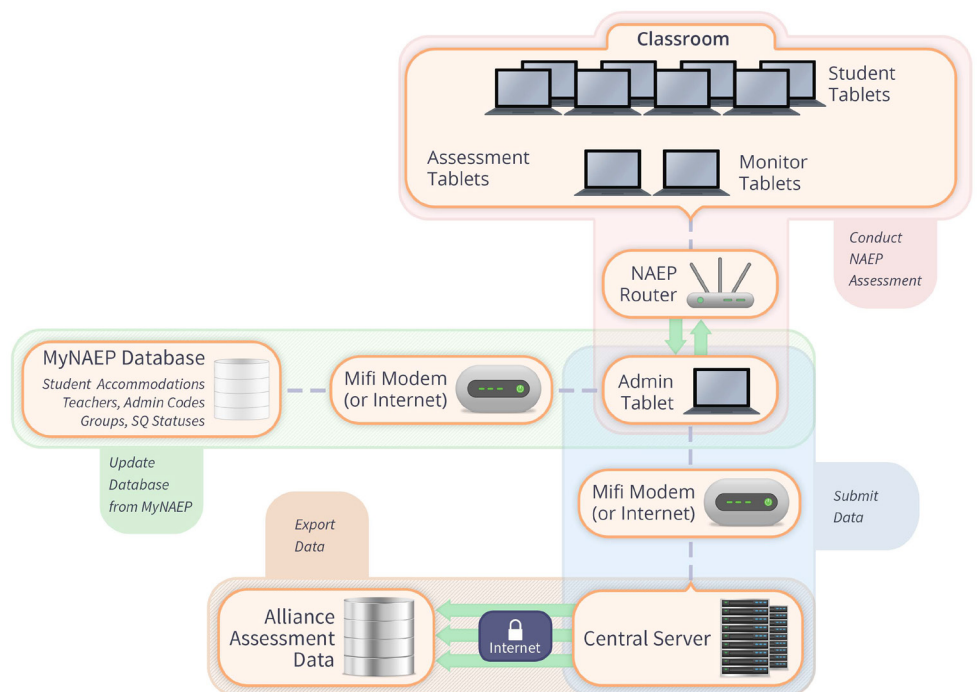 Classroom
Student
Tablets
Assessment
Tablets
Monitor
Tablets
Conduct
NAEP
Assessment
NAEP
Router
MyNAEP Database
Student Accommodations
Teachers, Admin Codes
Groups, SQ Statuses
Mifi Modem
(or Internet)
Admin
Tablet
Update
Database
from MyNAEP
Mifi Modem
(or Internet)
Submit
Data
Export
Data
Alliance
Assessment
Data
Internet
Central Server